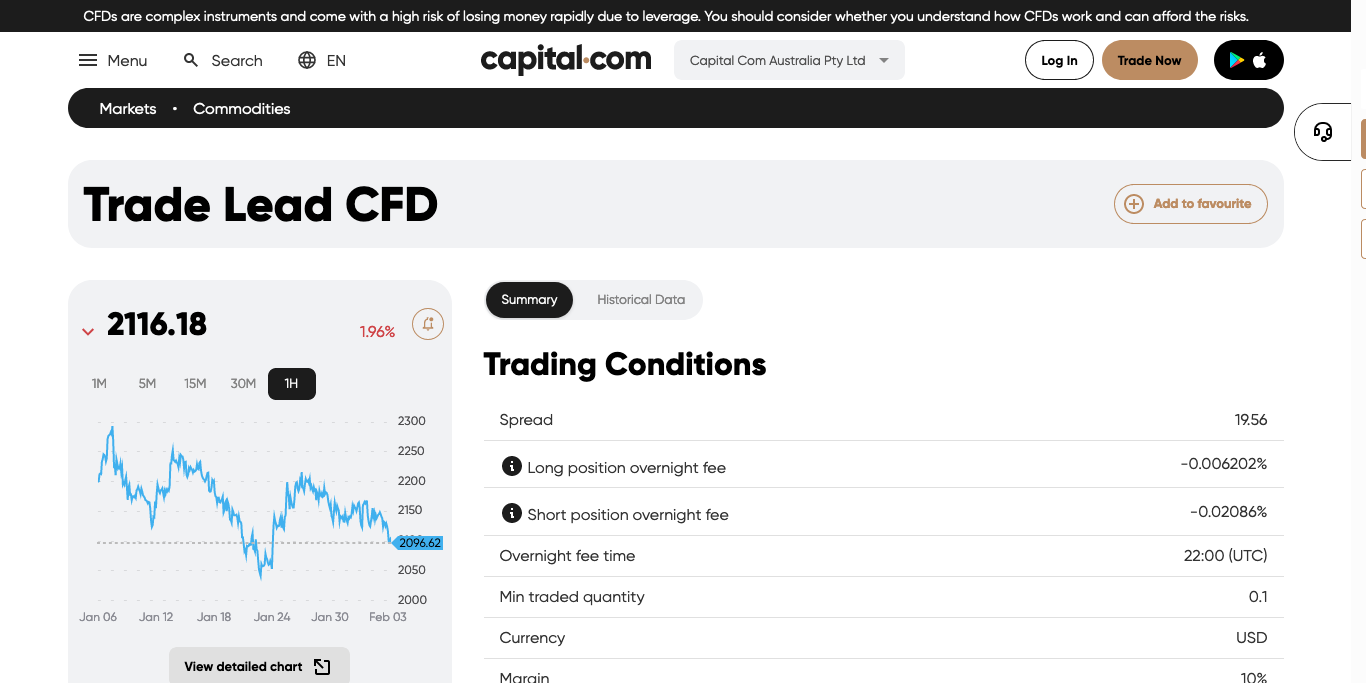 CFDs are complex instruments and come with a high risk of losing money rapidly due to leverage. You should consider whether you understand how CFDs work and can afford the risks.
Menu Search EN capital.com Capital Com Australia Pty Ltd Log In Trade Now
Markets • Commodities
Trade Lead CFD
Add to favourite
2116.18
1.96%
1M 5M 15M 30M 1H
2300
2250
2200
2150
2096.62
2050
2000
Jan 06 Jan 12 Jan 18 Jan 24 Jan 30 Feb 03
View detailed chart
Summary Historical Data
Trading Conditions
Spread 19.56
Long position overnight fee -0.006202%
Short position overnight fee -0.02086%
Overnight fee time 22:00 (UTC)
Min traded quantity 0.1
Currency USD
Margin 10%